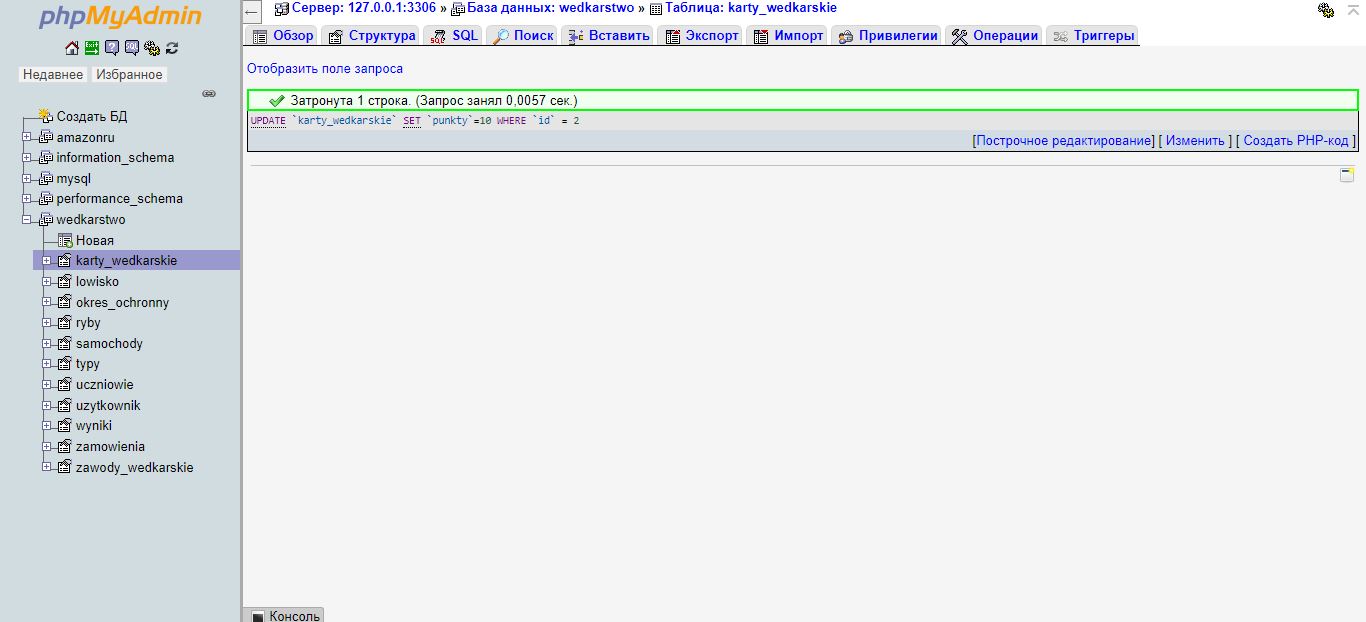 phpMyAdmin
Недавнее Избранное
Создать БД
amazonru
information_schema
mysql
performance_schema
wedkarstwo
Новая
karty_wedkarskie
lowisko
okres_ochronny
ryby
samochody
typy
uczniowie
uzytkownik
wyniki
zamowienia
zawody_wedkarskie
Сервер: 127.0.0.1:3306 » База данных: wedkarstwo » Таблица: karty_wedkarskie
Обзор Структура SQL Поиск Вставить Экспорт Импорт Привилегии Операции Триггеры
Отобразить поле запроса
Затронута 1 строка. (Запрос занял 0,0057 сек.)
UPDATE `karty_wedkarskie` SET `punkty`=10 WHERE `id` = 2
[Построчное редактирование] [ Изменить ] [ Создать PHP-код ]
Консоль